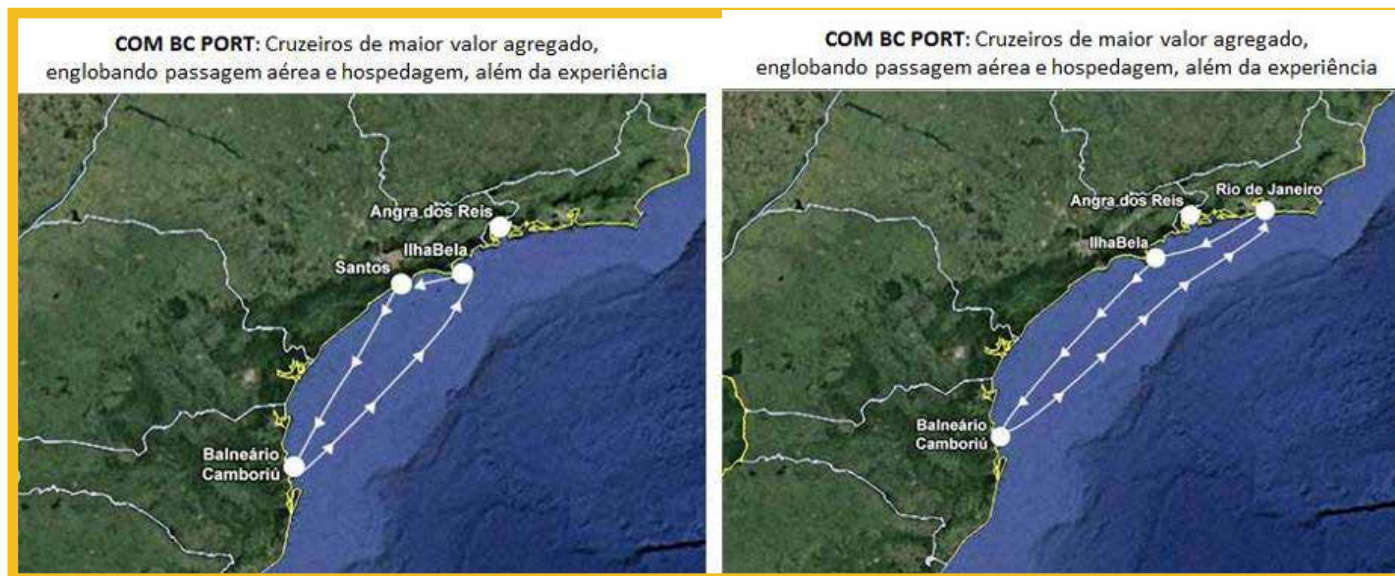 COM BC PORT: Cruzeiros de maior valor agregado,
englobando passagem aérea e hospedagem, além da experiência
Angra dos Reis
IlhaBela
Santos
Balneário
Camboriú
COM BC PORT: Cruzeiros de maior valor agregado,
englobando passagem aérea e hospedagem, além da experiência
Rio de Janeiro
Angra dos Reis
IlhaBela
Balneário
Camboriú